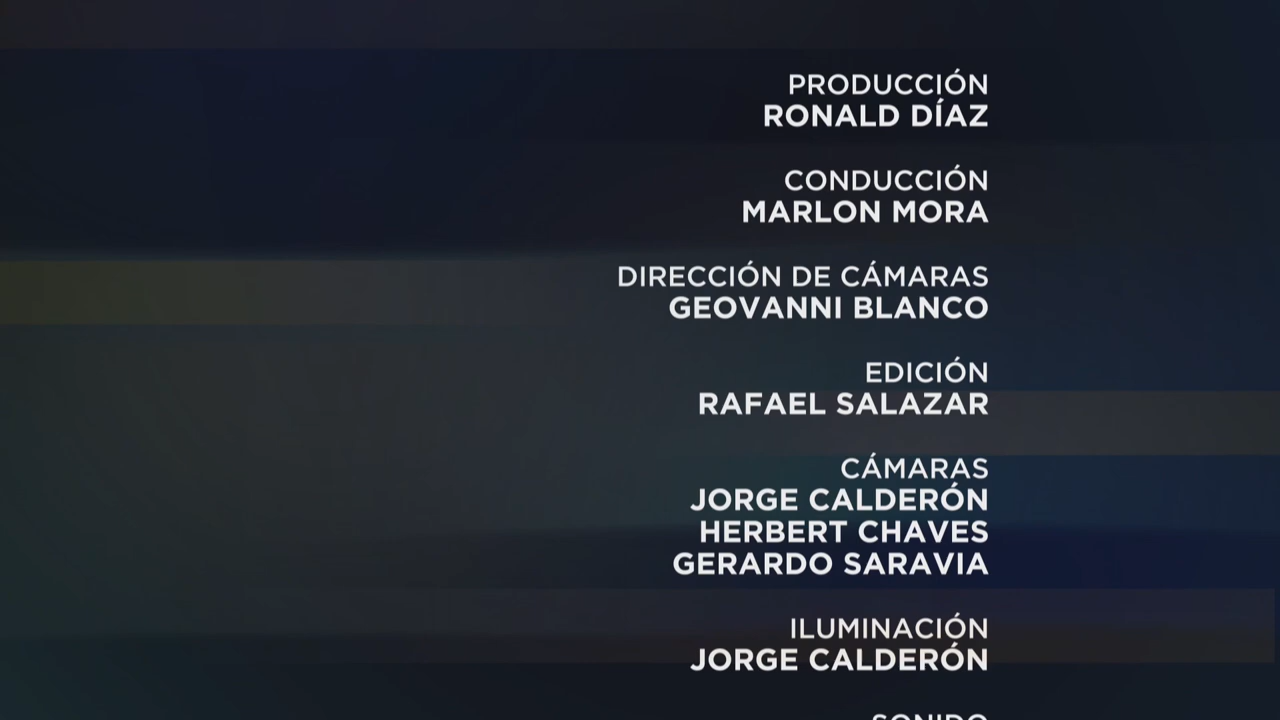 PRODUCCIÓN
RONALD DÍAZ
CONDUCCIÓN
MARLON MORA
DIRECCIÓN DE CÁMARAS
GEOVANNI BLANCO
EDICIÓN
RAFAEL SALAZAR
CÁMARAS
JORGE CALDERÓN
HERBERT CHAVES
GERARDO SARAVIA
ILUMINACIÓN
JORGE CALDERÓN
SONIDO